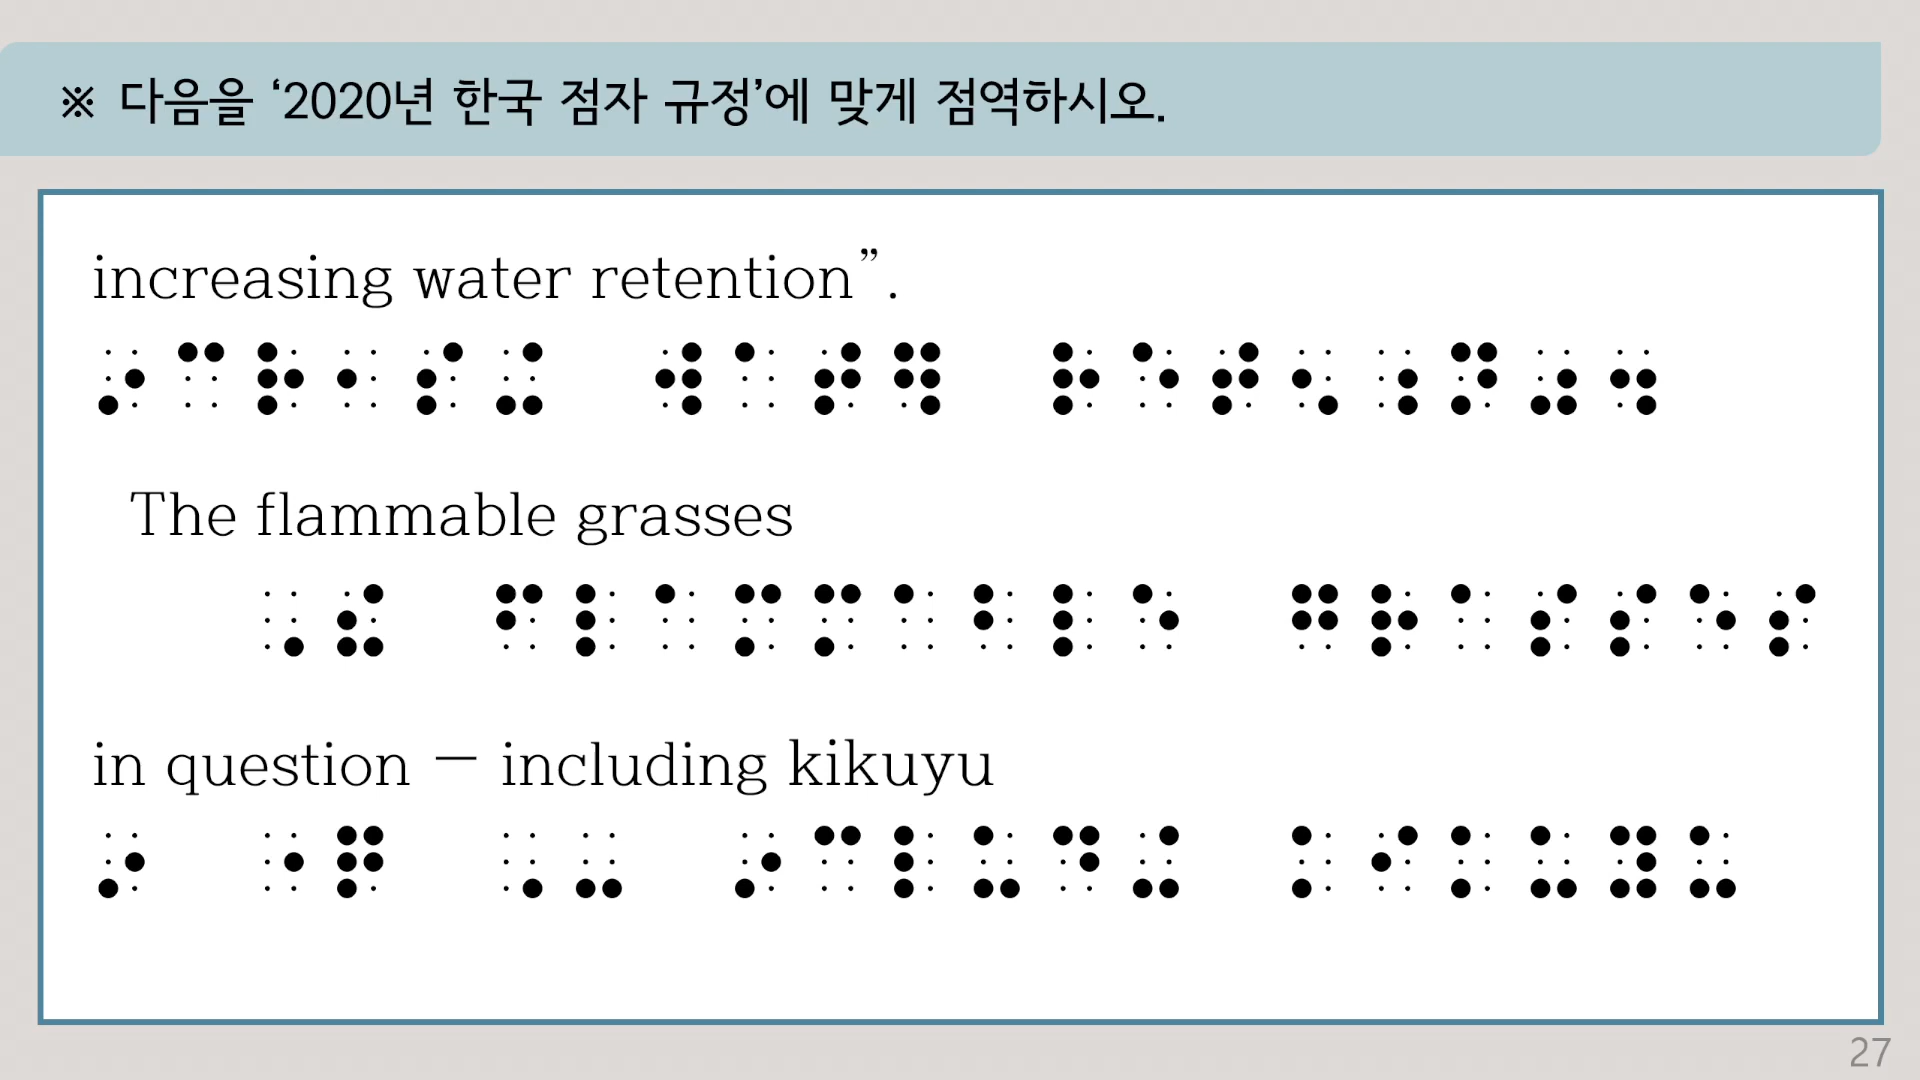 ※ 다음을 ‘2020년 한국 점자 규정’에 맞게 점역하시오.
increasing water retention”.
⠔⠉⠗⠂⠎⠬ ⠺⠁⠞⠻ ⠗⠑⠞⠢⠰⠝⠴⠲
The flammable grasses
⠠⠮ ⠋⠇⠁⠍⠍⠁⠃⠇⠑ ⠛⠗⠁⠎⠎⠑⠎
in question － including kikuyu
⠔ ⠐⠟ ⠠⠤ ⠔⠉⠇⠥⠙⠬ ⠅⠊⠅⠥⠽⠥
27